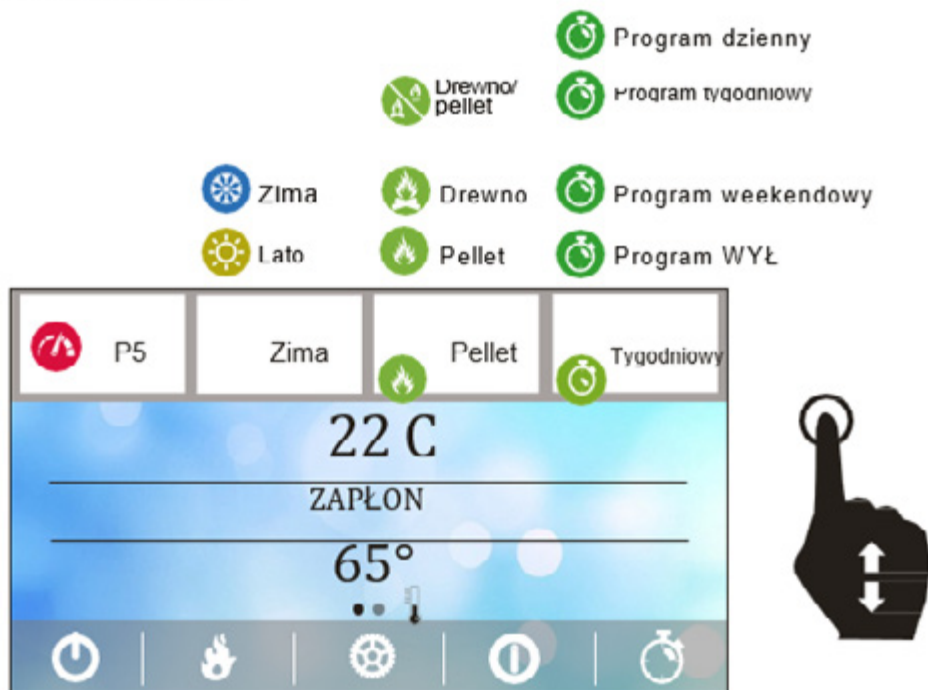 Program dzienny
Drewno/
pellet
Program tygodniowy
Zima
Drewno
Program weekendowy
Lato
Pellet
Program WYŁ
P5
Zima
Pellet
Tygodniowy
22 C
ZAPŁON
65°